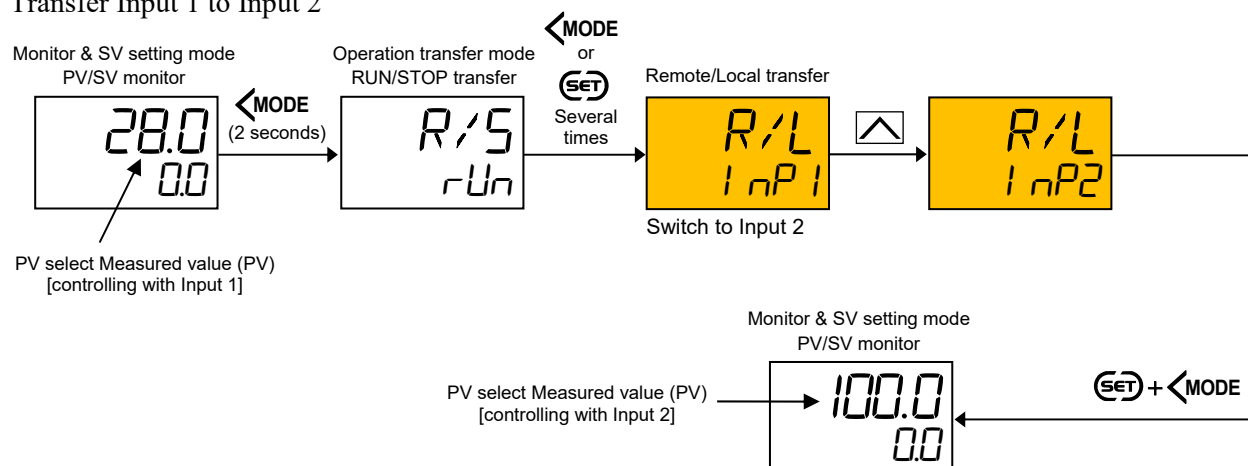 Transfer Input 1 to Input 2
Monitor & SV setting mode
PV/SV monitor
28.0
0.0
PV select Measured value (PV)
[controlling with Input 1]
<MODE
(2 seconds)
Operation transfer mode
RUN/STOP transfer
R/S
rUn
<MODE
or
SET
Several
times
Remote/Local transfer
R/L
InP1
Switch to Input 2
R/L
InP2
Monitor & SV setting mode
PV/SV monitor
100.0
0.0
PV select Measured value (PV)
[controlling with Input 2]
SET + <MODE